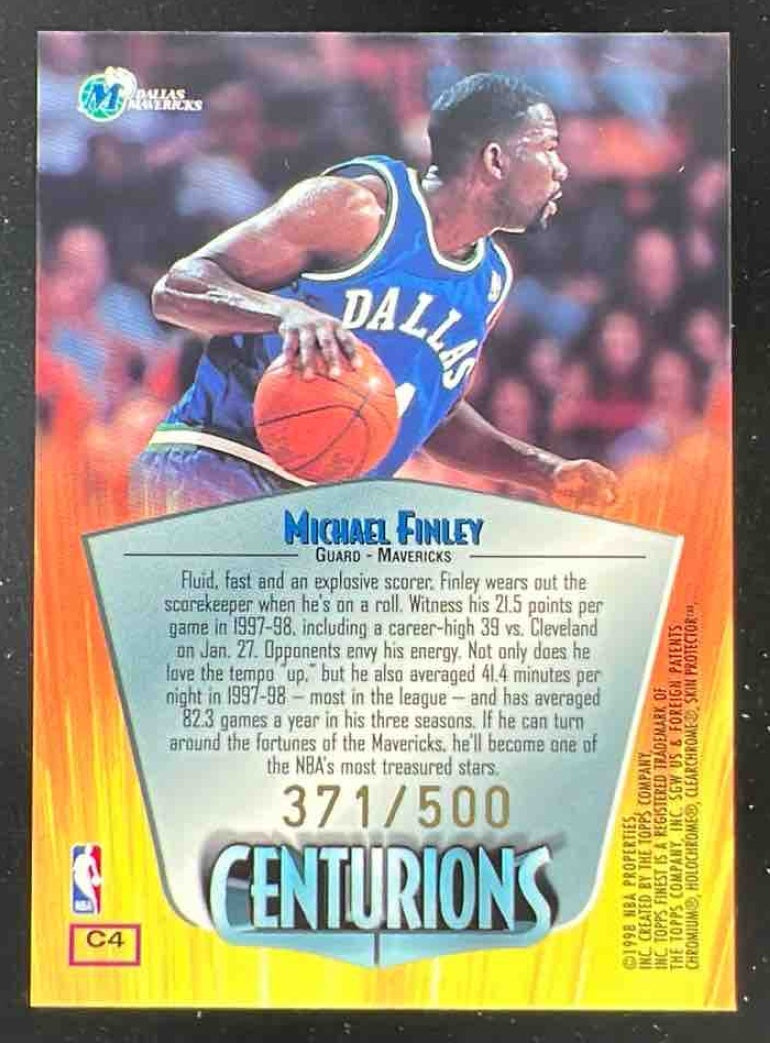 DALLAS
MAVERICKS
DALLAS
MICHAEL FINLEY
GUARD - MAVERICKS
Fluid, fast and an explosive scorer, Finley wears out the
scorekeeper when he's on a roll. Witness his 21.5 points per
game in 1997-98, including a career-high 39 vs. Cleveland
on Jan. 27. Opponents envy his energy. Not only does he
love the tempo "up," but he also averaged 41.4 minutes per
night in 1997-98 — most in the league — and has averaged
82.3 games a year in his three seasons. If he can turn
around the fortunes of the Mavericks, he'll become one of
the NBA's most treasured stars.
371/500
CENTURIONS
NBA
C4
©1998 NBA PROPERTIES,
INC. CREATED BY THE TOPPS COMPANY,
INC. TOPPS FINEST IS A REGISTERED TRADEMARK OF
THE TOPPS COMPANY, INC. SGW US & FOREIGN PATENTS
CHROMIUM®, HOLOCHROME®, CLEARCHROME®, SKIN PROTECTOR™.